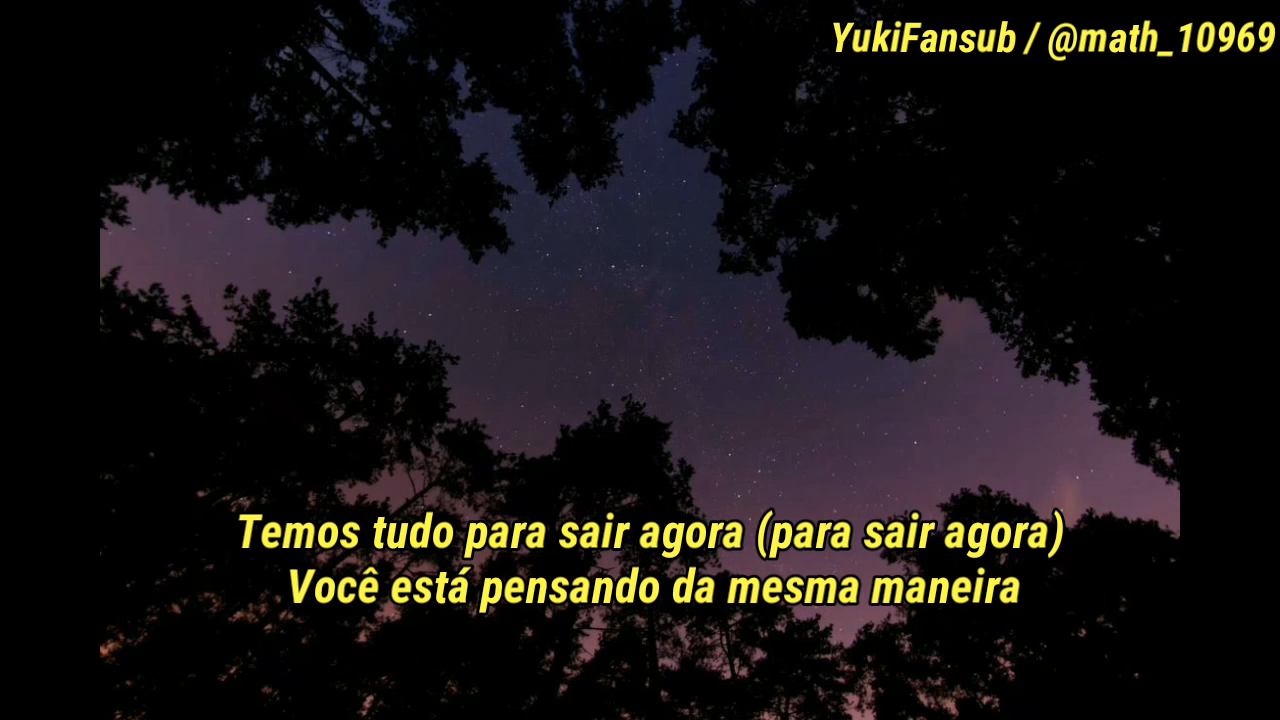 YukiFansub / @math_10969
Temos tudo para sair agora (para sair agora)
Você está pensando da mesma maneira